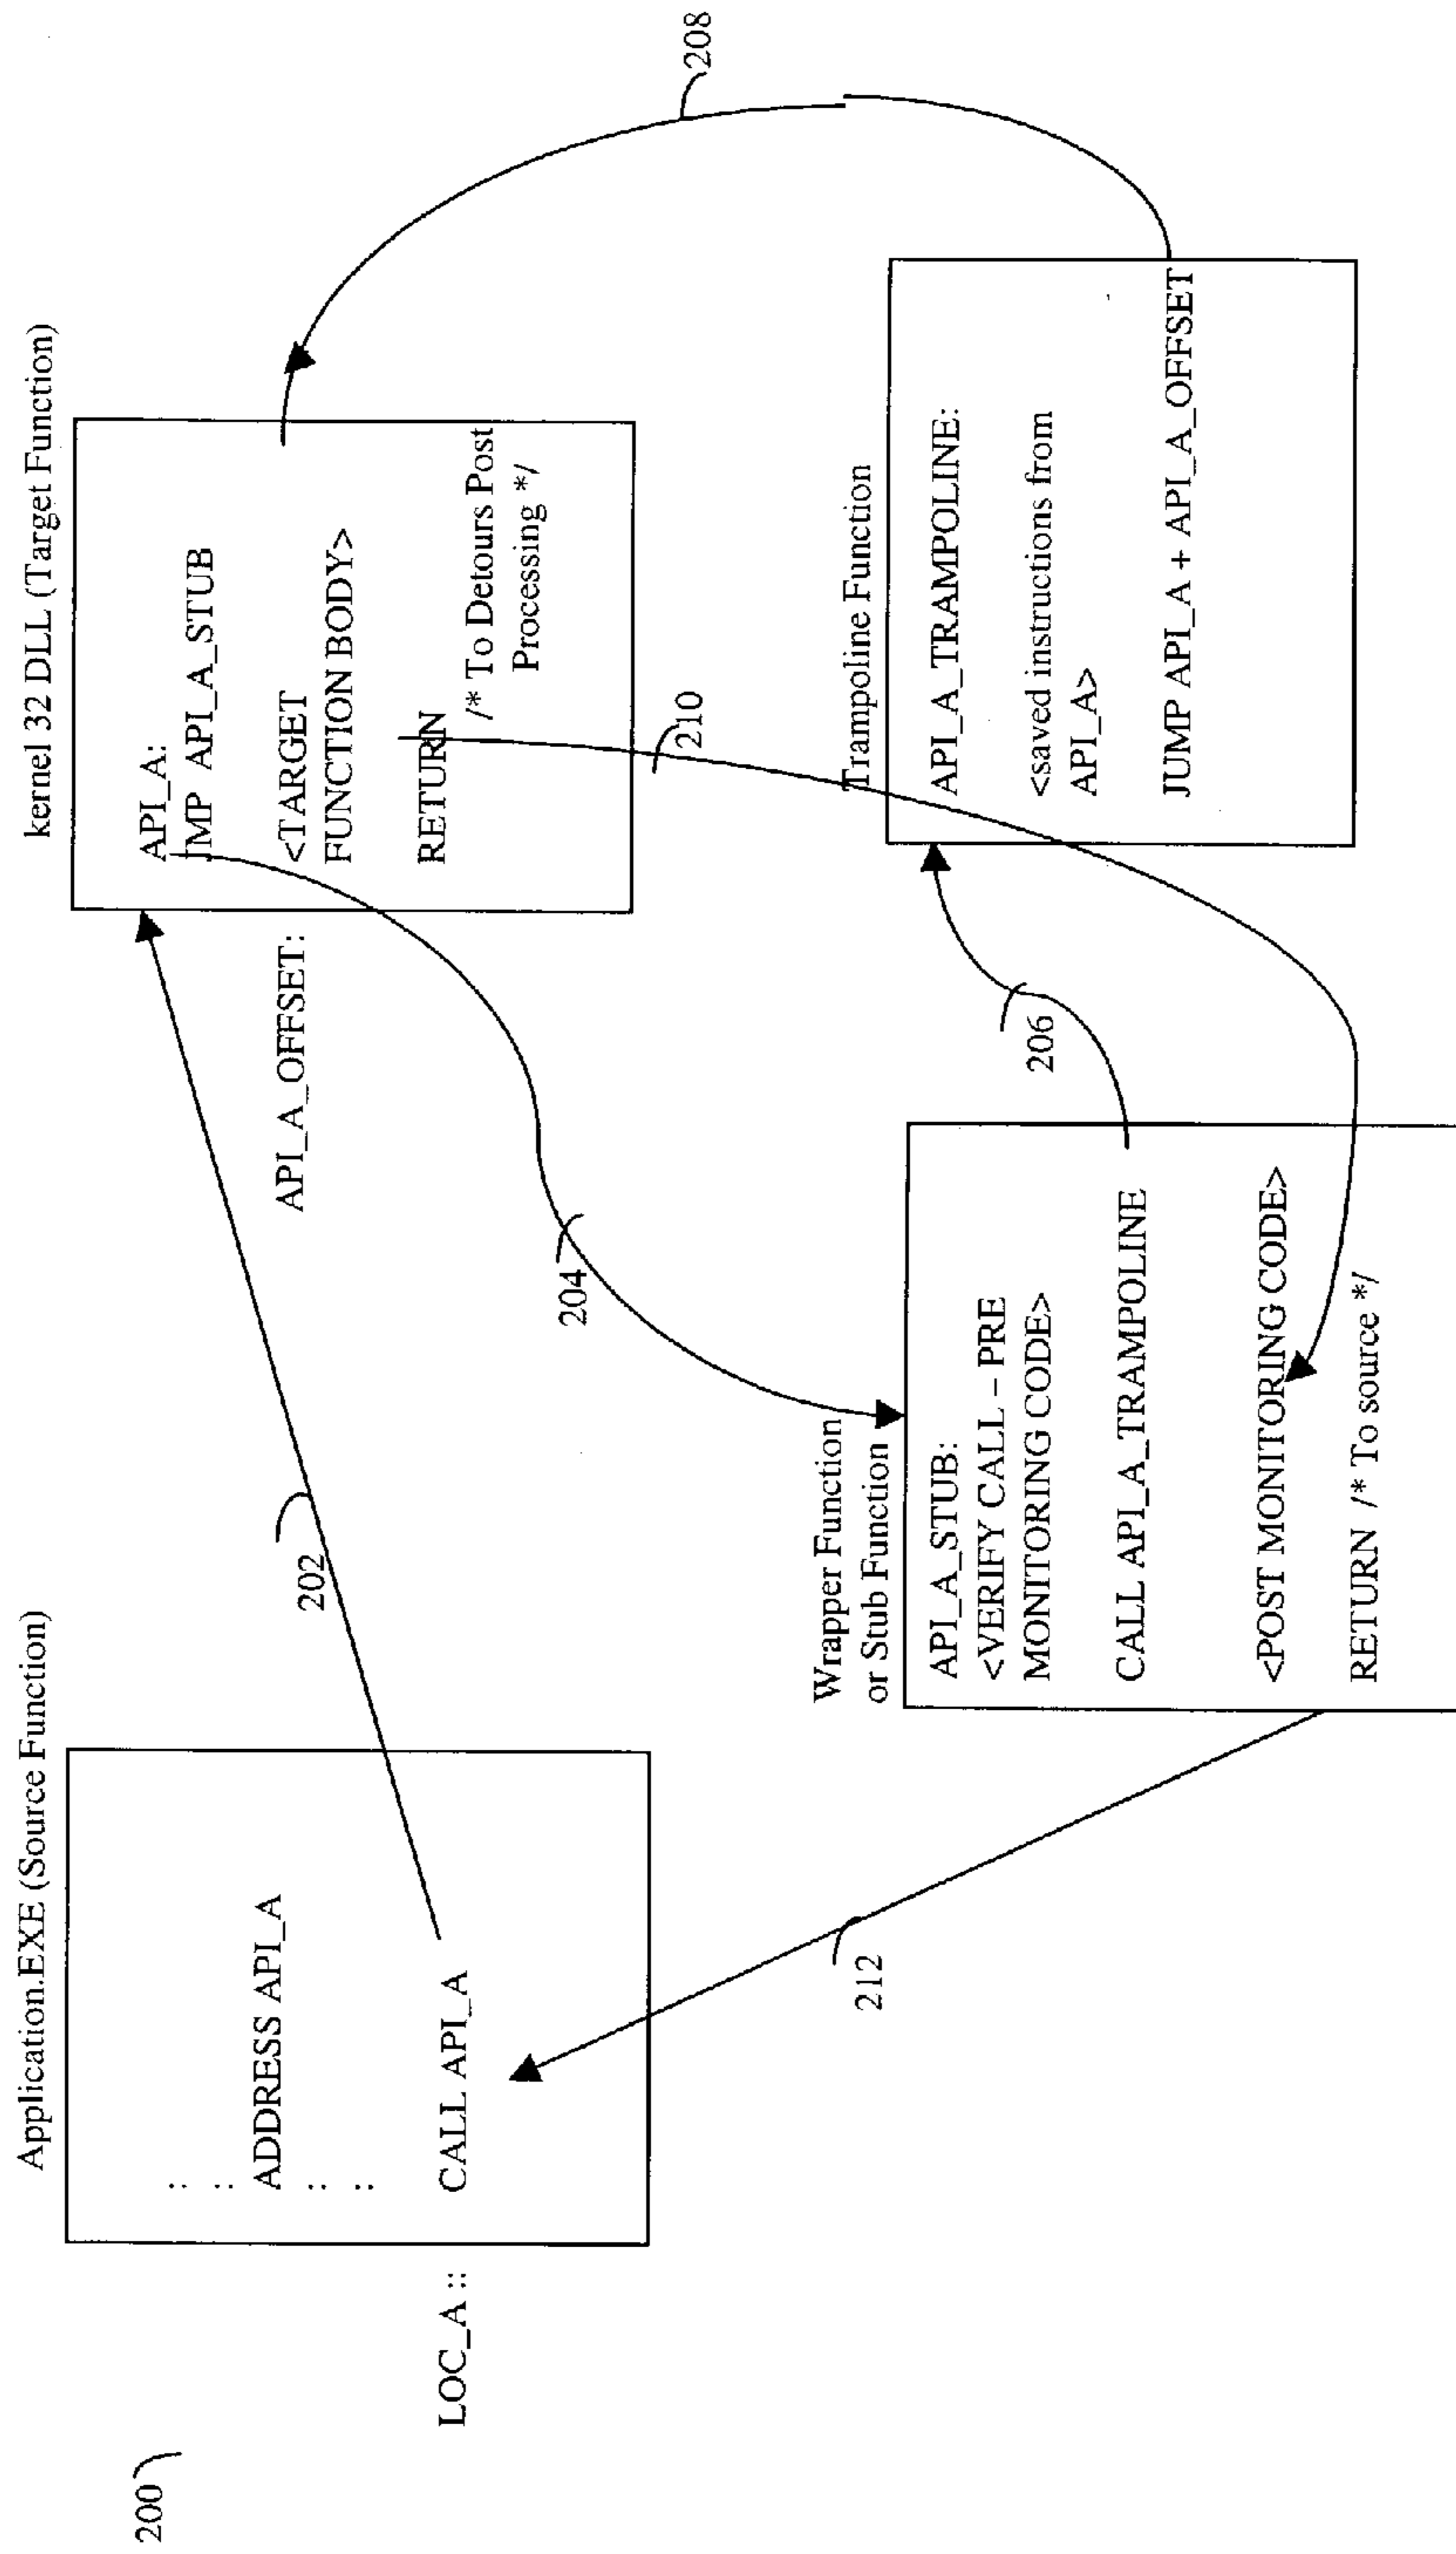 200
Application.EXE (Source Function)
::
::
ADDRESS API_A
::
::
LOC_A ::
CALL API_A
202
kernel 32 DLL (Target Function)
API_A:
JMP API_A_STUB
API_A_OFFSET:
<TARGET
FUNCTION BODY>
RETURN
/* To Detours Post
Processing */
204
208
210
212
206
Wrapper Function
or Stub Function
API_A_STUB:
<VERIFY CALL – PRE
MONITORING CODE>
CALL API_A_TRAMPOLINE
<POST MONITORING CODE>
RETURN /* To source */
Trampoline Function
API_A_TRAMPOLINE:
<saved instructions from
API_A>
JUMP API_A + API_A_OFFSET